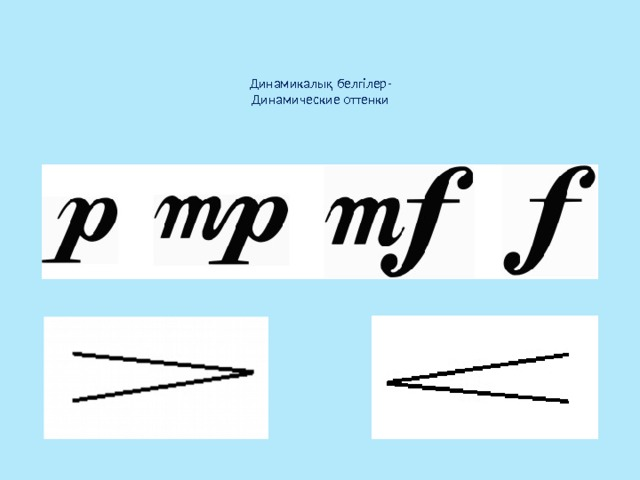 Динамикалық белгілер-
Динамические оттенки
p mp mf f